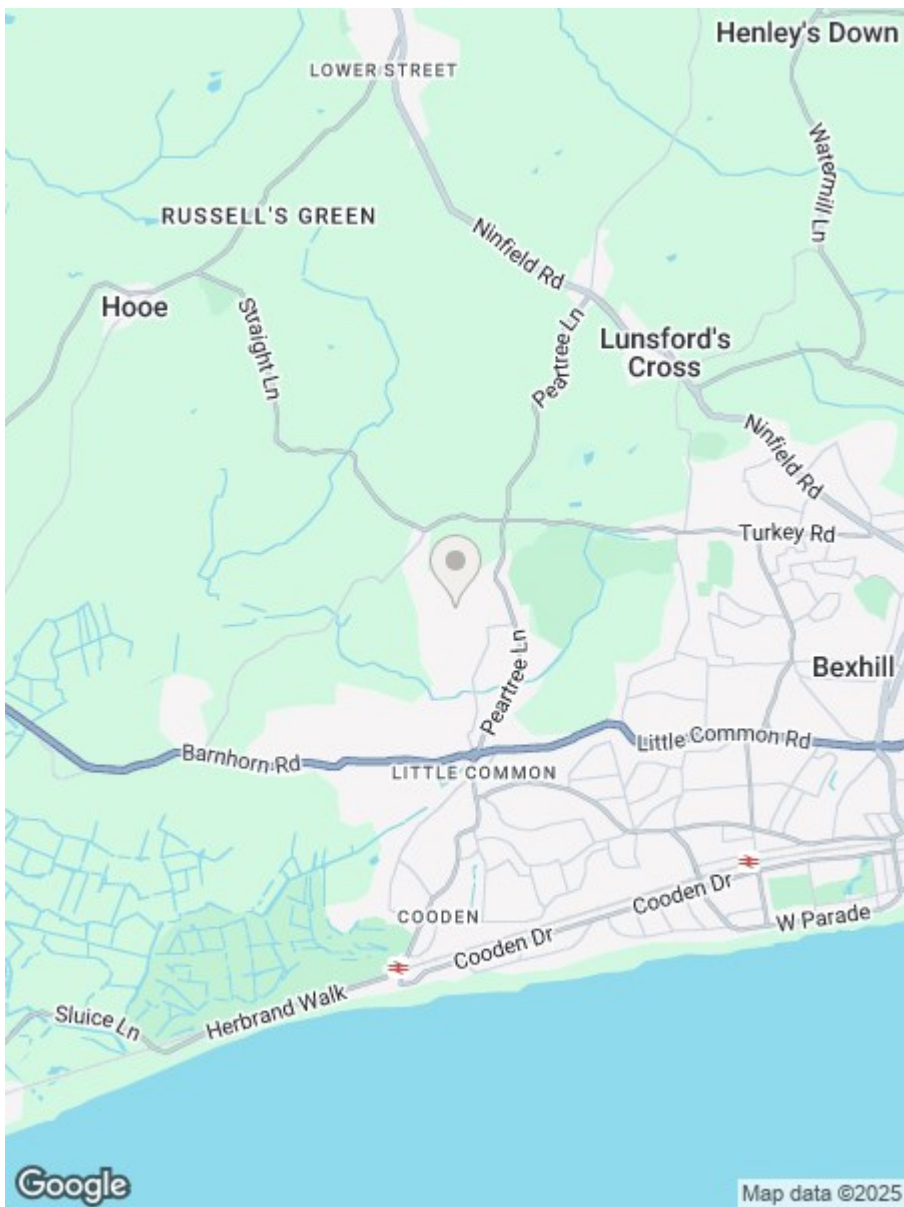 Henley's Down
LOWER STREET
Watermill Ln
RUSSELL'S GREEN
Ninfield Rd
Hooe
Straight Ln
Peartree Ln
Lunsford's
Cross
Ninfield Rd
Turkey Rd
Peartree Ln
Bexhill
Barnhorn Rd
Little Common Rd
LITTLE COMMON
Cooden Dr
COODEN
W Parade
Cooden Dr
Herbrand Walk
Sluice Ln
Google
Map data ©2025